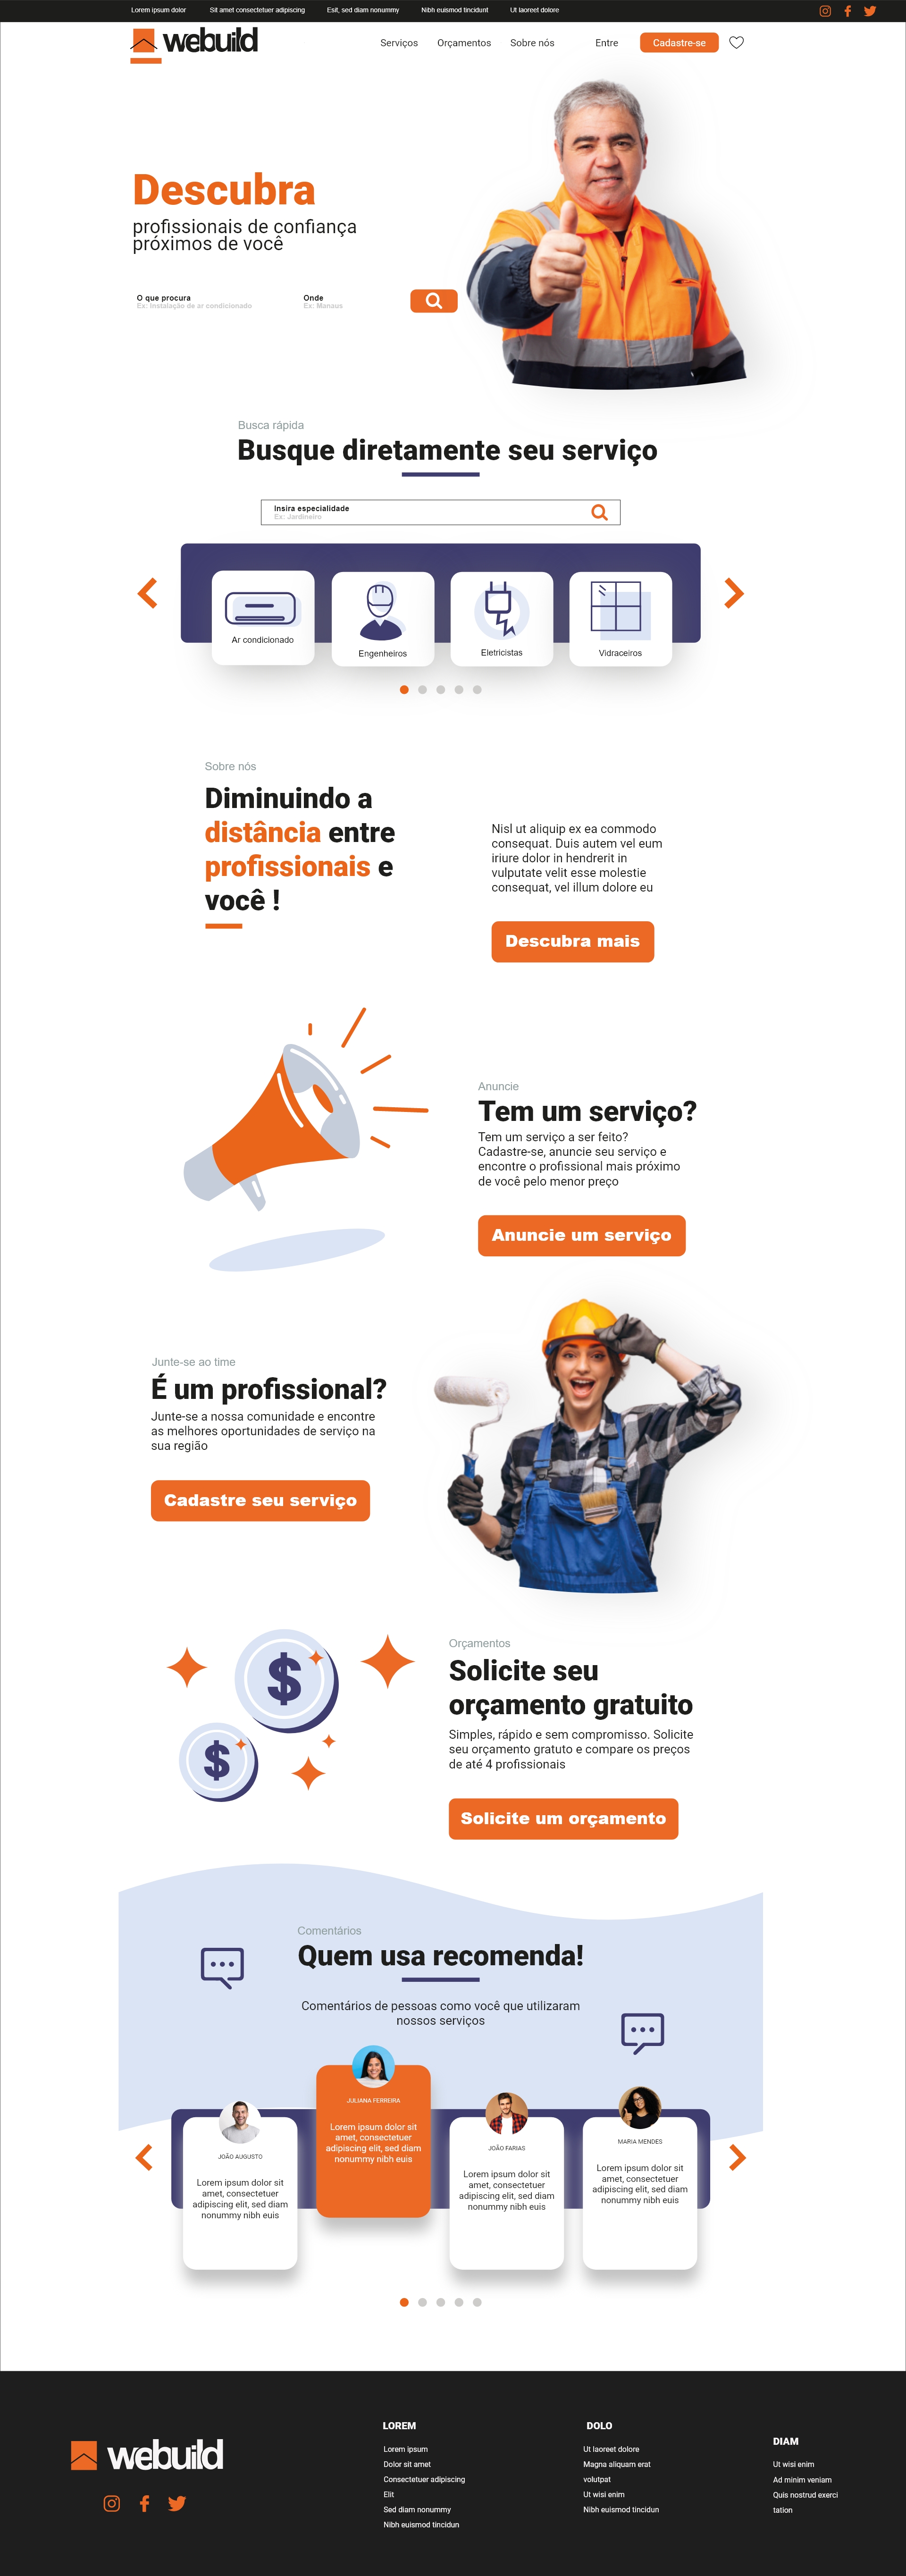 Lorem ipsum dolor Sit amet consectetuer adipiscing Esit, sed diam nonummy Nibh euismod tincidunt Ut laoreet dolore
webuild
Serviços Orçamentos Sobre nós Entre Cadastre-se
Descubra
profissionais de confiança
próximos de você
O que procura
Ex: Instalação de ar condicionado
Onde
Ex: Manaus
Busca rápida
Busque diretamente seu serviço
Insira especialidade
Ex: Jardineiro
Ar condicionado
Engenheiros
Eletricistas
Vidraceiros
Sobre nós
Diminuindo a
distância entre
profissionais e
você !
Nisl ut aliquip ex ea commodo
consequat. Duis autem vel eum
iriure dolor in hendrerit in
vulputate velit esse molestie
consequat, vel illum dolore eu
Descubra mais
Anuncie
Tem um serviço?
Tem um serviço a ser feito?
Cadastre-se, anuncie seu serviço e
encontre o profissional mais próximo
de você pelo menor preço
Anuncie um serviço
Junte-se ao time
É um profissional?
Junte-se a nossa comunidade e encontre
as melhores oportunidades de serviço na
sua região
Cadastre seu serviço
$
$
Orçamentos
Solicite seu
orçamento gratuito
Simples, rápido e sem compromisso. Solicite
seu orçamento gratuto e compare os preços
de até 4 profissionais
Solicite um orçamento
Comentários
Quem usa recomenda!
Comentários de pessoas como você que utilizaram
nossos serviços
JOÃO AUGUSTO
Lorem ipsum dolor sit
amet, consectetuer
adipiscing elit, sed diam
nonummy nibh euis
JULIANA FERREIRA
Lorem ipsum dolor sit
amet, consectetuer
adipiscing elit, sed diam
nonummy nibh euis
JOÃO FARIAS
Lorem ipsum dolor sit
amet, consectetuer
adipiscing elit, sed diam
nonummy nibh euis
MARIA MENDES
Lorem ipsum dolor sit
amet, consectetuer
adipiscing elit, sed diam
nonummy nibh euis
webuild
LOREM
Lorem ipsum
Dolor sit amet
Consectetuer adipiscing
Elit
Sed diam nonummy
Nibh euismod tincidun
DOLO
Ut laoreet dolore
Magna aliquam erat
volutpat
Ut wisi enim
Nibh euismod tincidun
DIAM
Ut wisi enim
Ad minim veniam
Quis nostrud exerci
tation